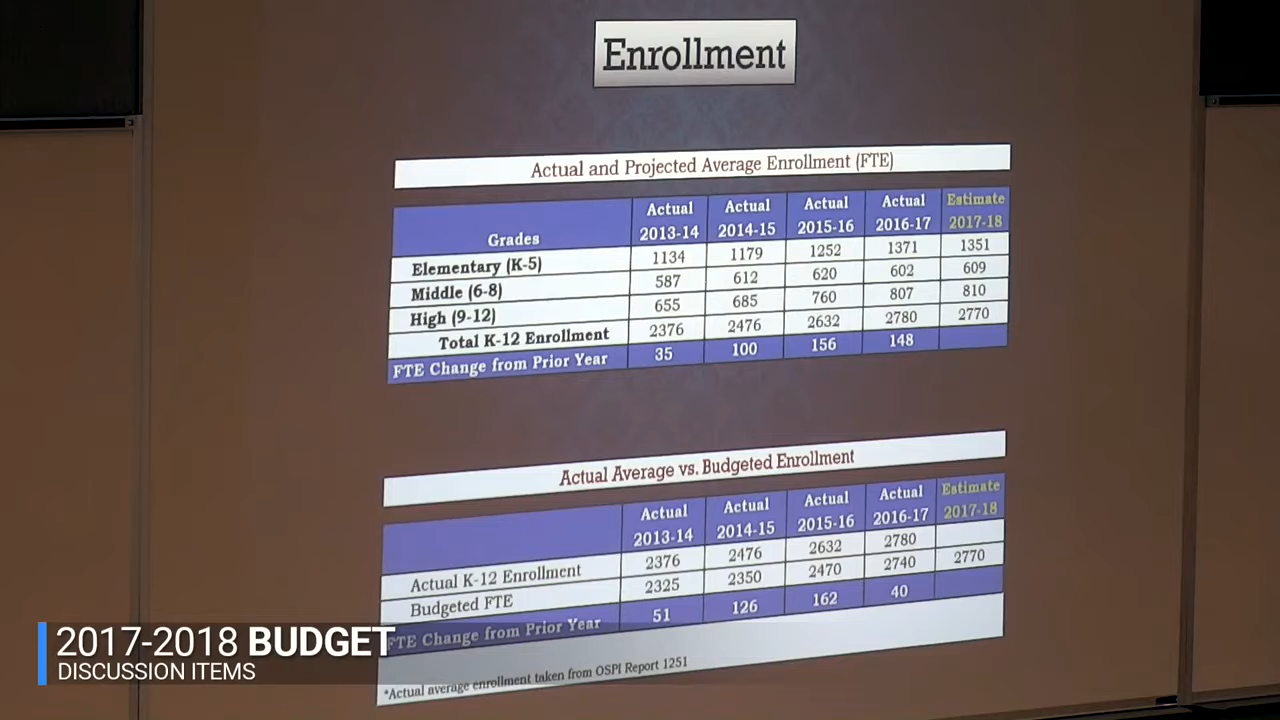 Enrollment
Actual and Projected Average Enrollment (FTE)
Grades Actual 2013-14 Actual 2014-15 Actual 2015-16 Actual 2016-17 Estimate 2017-18
Elementary (K-5) 1134 1179 1252 1371 1351
Middle (6-8) 587 612 620 602 609
High (9-12) 655 685 760 807 810
Total K-12 Enrollment 2376 2476 2632 2780 2770
FTE Change from Prior Year 35 100 156 148
Actual Average vs. Budgeted Enrollment
Actual 2013-14 Actual 2014-15 Actual 2015-16 Actual 2016-17 Estimate 2017-18
Actual K-12 Enrollment 2376 2476 2632 2780
Budgeted FTE 2325 2350 2470 2740 2770
FTE Change from Prior Year 51 126 162 40
*Actual average enrollment taken from OSPI Report 1251
2017-2018 BUDGET
DISCUSSION ITEMS